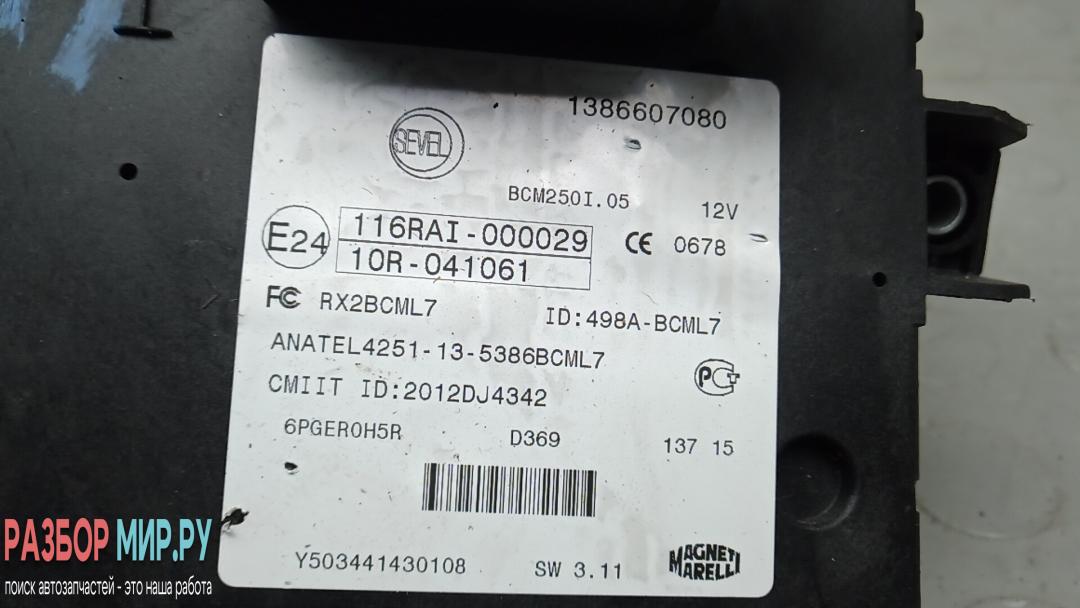 1386607080
SEVEL
BCM250I.05 12V
E24 116RAI-000029 CE 0678
10R-041061
FC RX2BCML7 ID:498A-BCML7
ANATEL4251-13-5386BCML7
PCT
CMIIT ID:2012DJ4342
6PGER0H5R D369 137 15
Y503441430108 SW 3.11
MAGNETI
MARELLI
РАЗБОР МИР.РУ
поиск автозапчастей - это наша работа